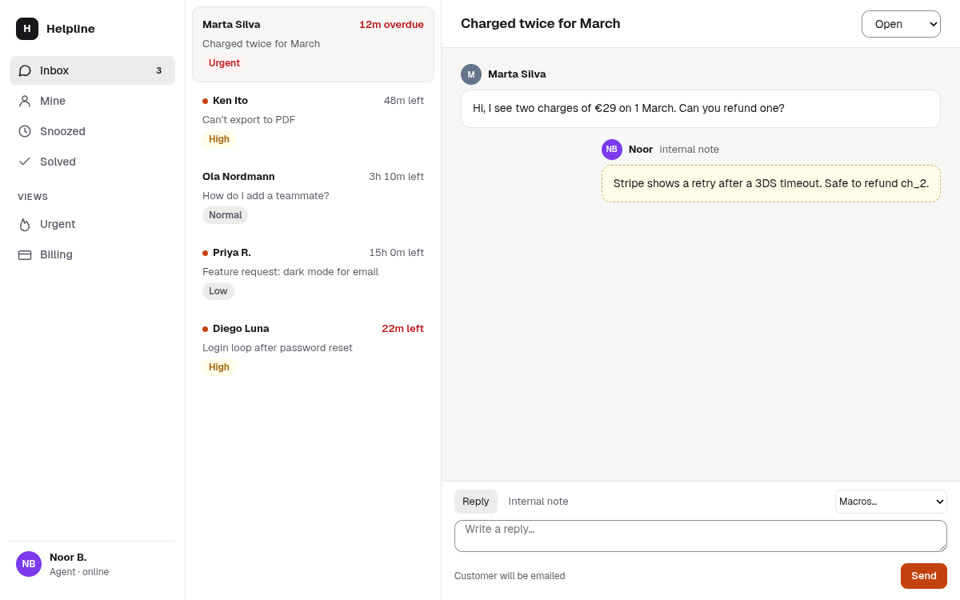 H Helpline
Inbox 3
Mine
Snoozed
Solved
VIEWS
Urgent
Billing
NB Noor B.
Agent · online
Marta Silva 12m overdue
Charged twice for March
Urgent
Ken Ito 48m left
Can't export to PDF
High
Ola Nordmann 3h 10m left
How do I add a teammate?
Normal
Priya R. 15h 0m left
Feature request: dark mode for email
Low
Diego Luna 22m left
Login loop after password reset
High
Charged twice for March Open
M Marta Silva
Hi, I see two charges of €29 on 1 March. Can you refund one?
NB Noor internal note
Stripe shows a retry after a 3DS timeout. Safe to refund ch_2.
Reply Internal note Macros…
Write a reply…
Customer will be emailed Send